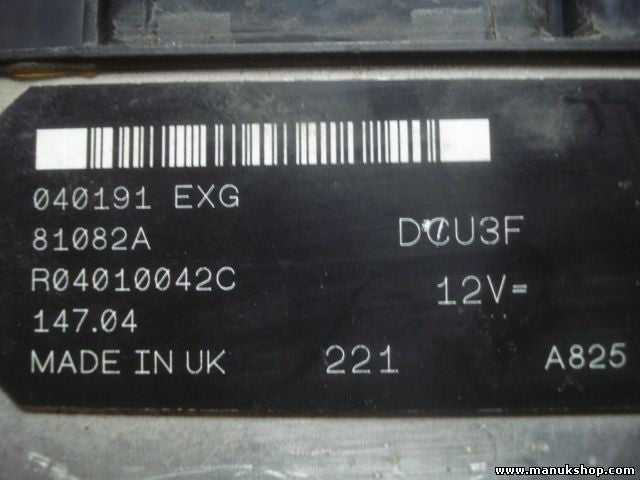 040191 EXG
81082A
DCU3F
R04010042C
12V=
147.04
MADE IN UK 221 A825
www.manukshop.com